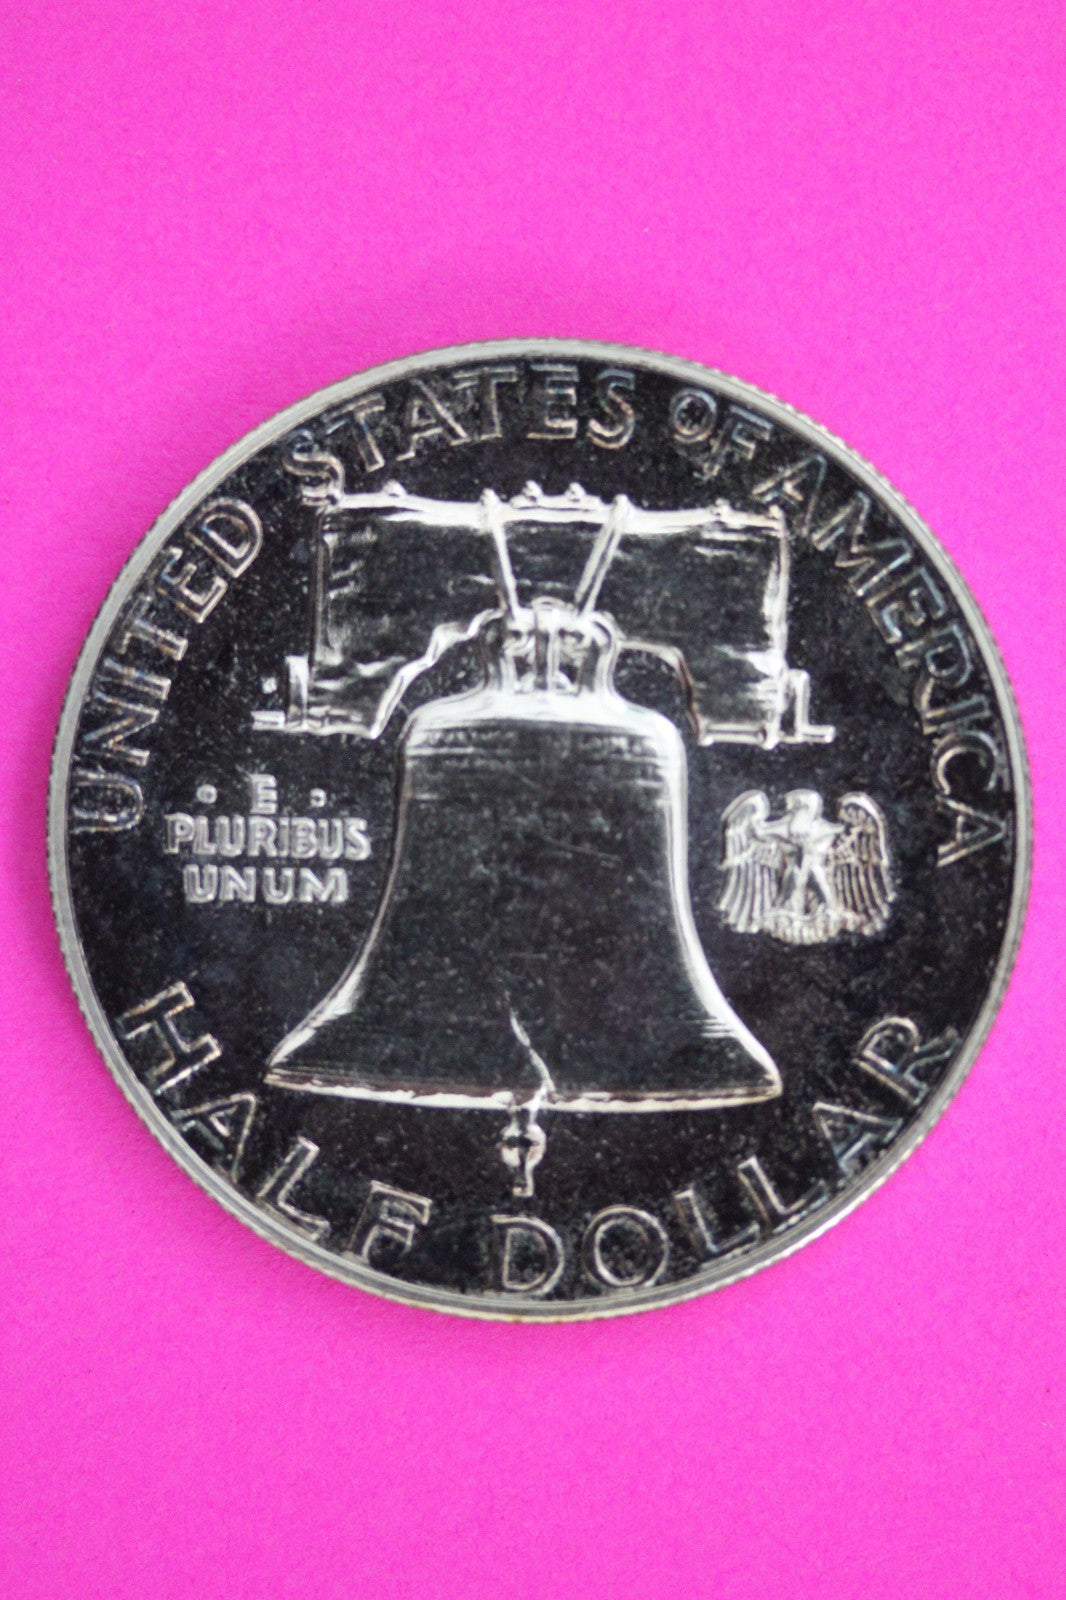 UNITED STATES OF AMERICA
· E ·
PLURIBUS
UNUM
HALF DOLLAR